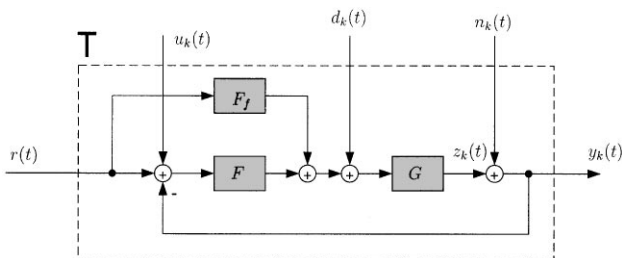 T
u_k(t)
d_k(t)
n_k(t)
F_f
r(t)
+
F
+
+
G
z_k(t)
+
y_k(t)
-